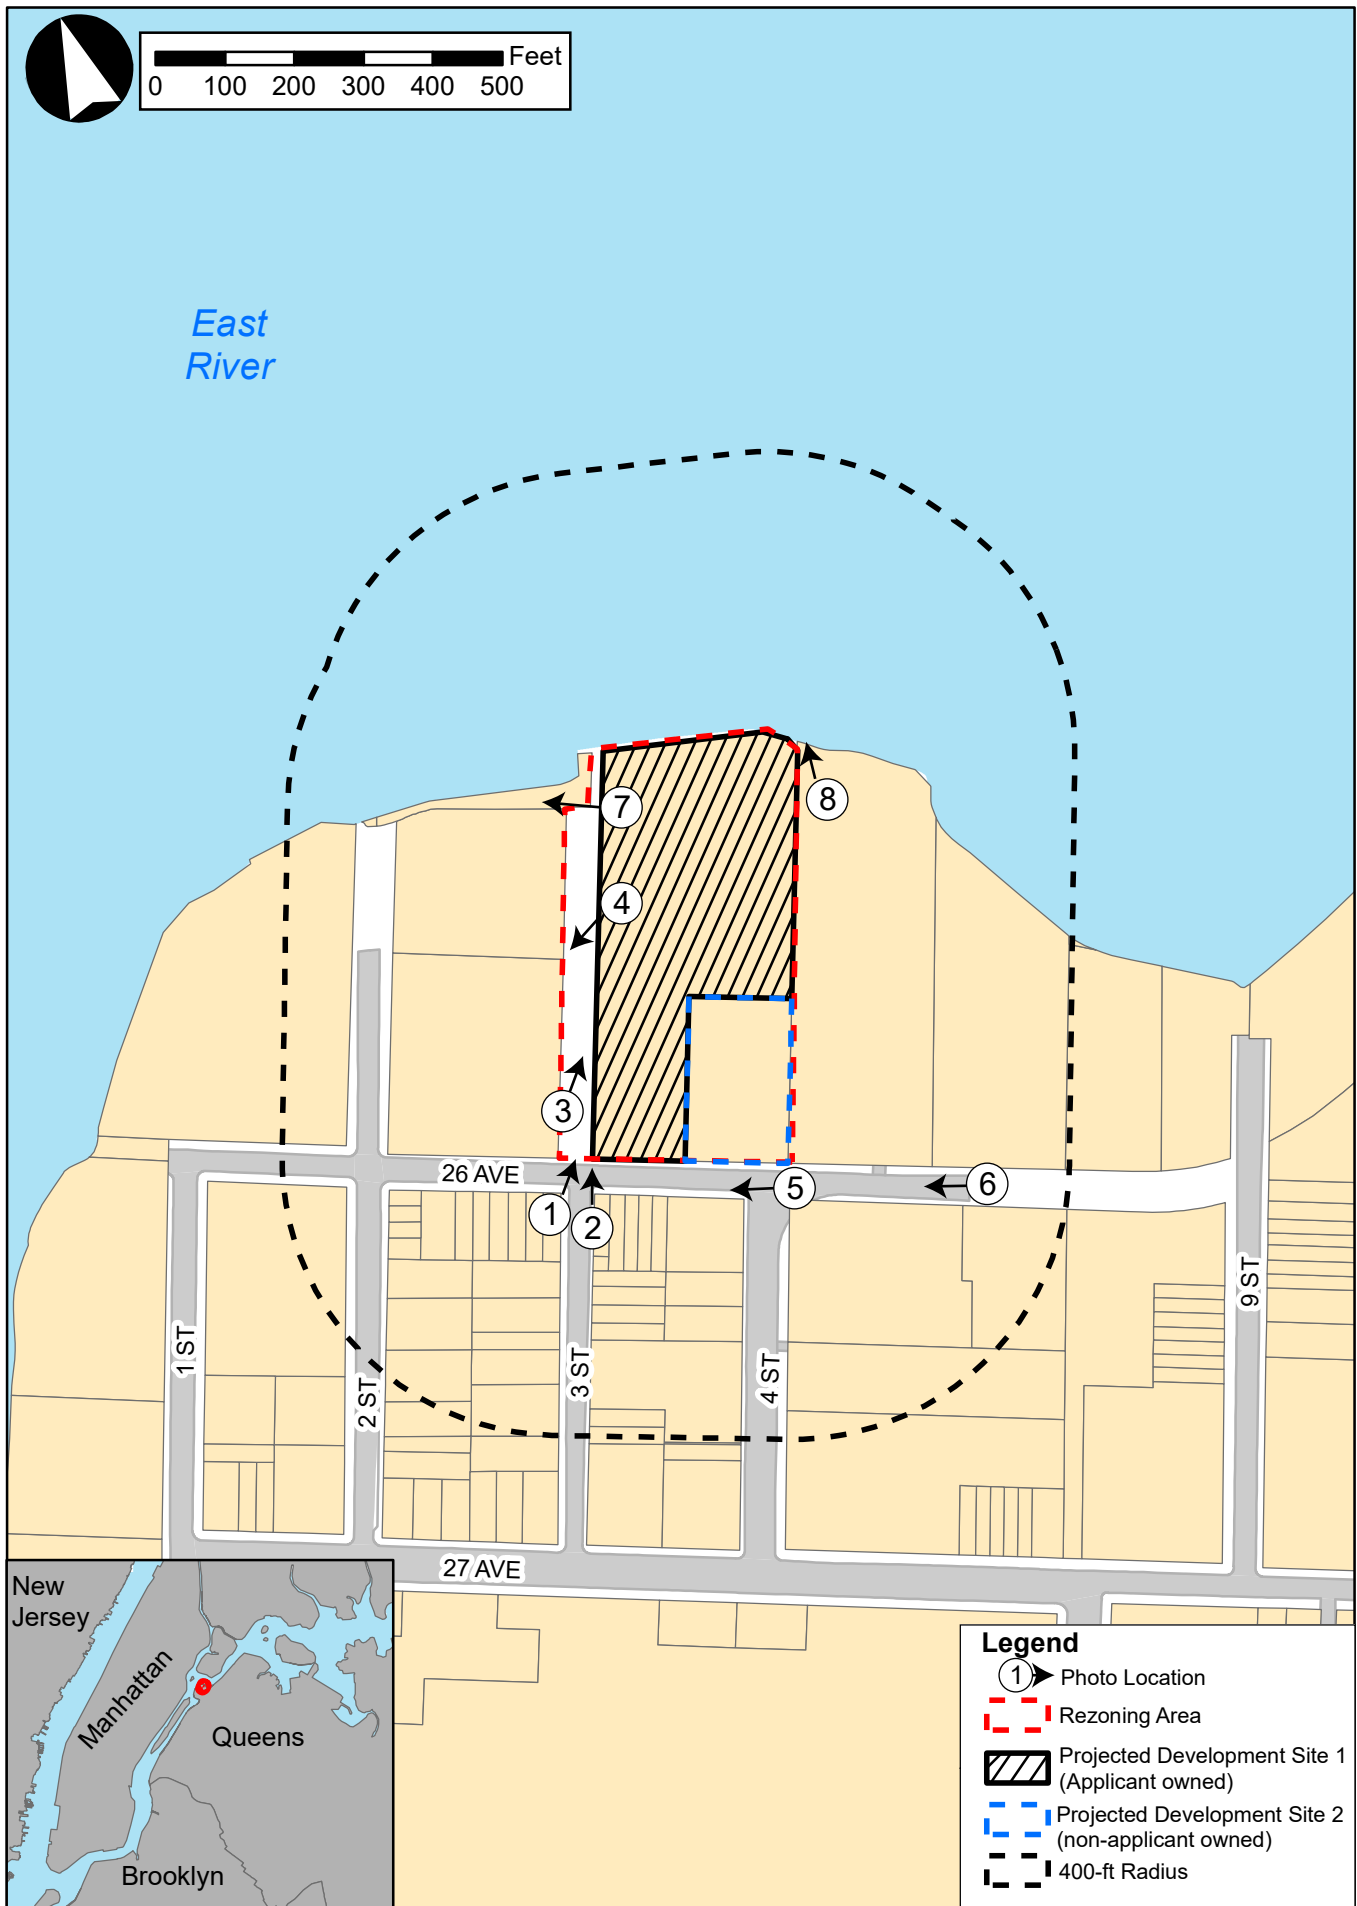 Feet
0 100 200 300 400 500
East
River
7
8
4
3
26 AVE
5
6
1
2
1 ST
2 ST
3 ST
4 ST
9 ST
27 AVE
New
Jersey
Manhattan
Queens
Brooklyn
Legend
1 Photo Location
Rezoning Area
Projected Development Site 1
(Applicant owned)
Projected Development Site 2
(non-applicant owned)
400-ft Radius